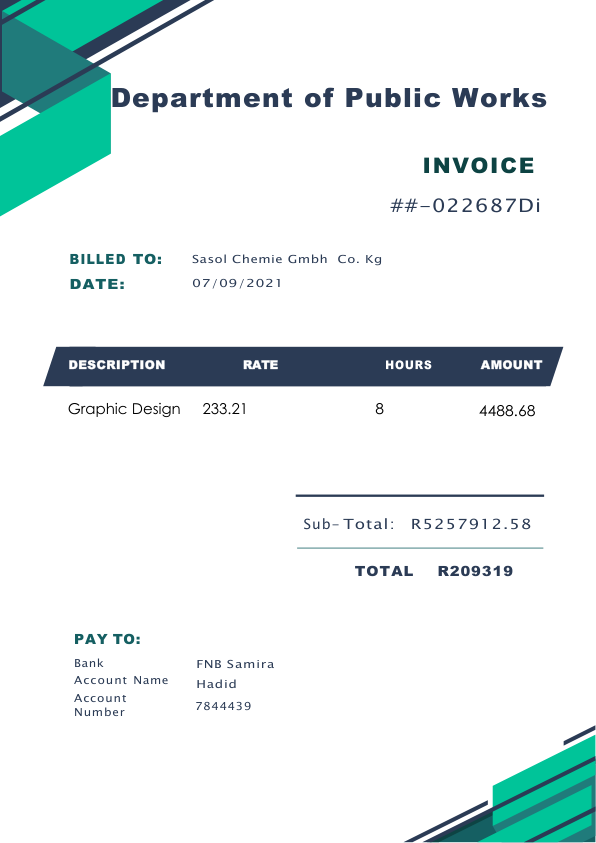 Department of Public Works
INVOICE
##-022687Di
BILLED TO: Sasol Chemie Gmbh Co. Kg
DATE: 07/09/2021
DESCRIPTION RATE HOURS AMOUNT
Graphic Design 233.21 8 4488.68
Sub-Total: R5257912.58
TOTAL R209319
PAY TO:
Bank FNB Samira
Account Name Hadid
Account
Number 7844439